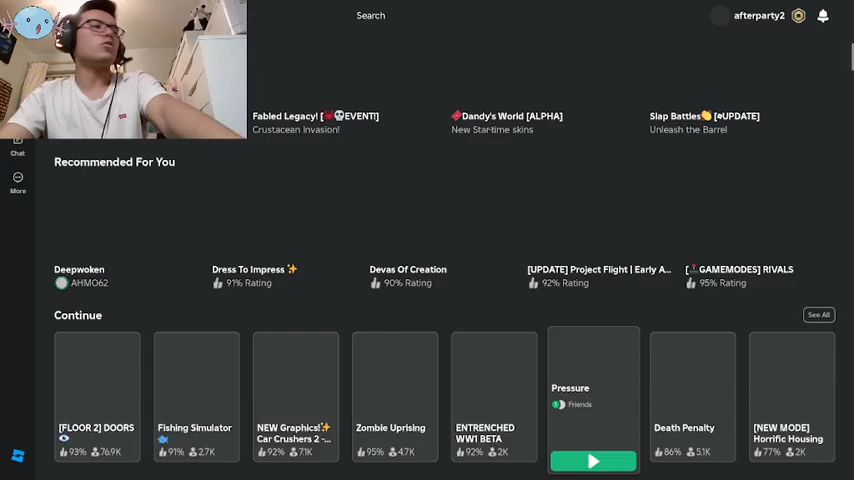 Search
afterparty2
Fabled Legacy! [🦀💀EVENT!]
Crustacean Invasion!
Dandy's World [ALPHA]
New Star-time skins
Slap Battles👏 [UPDATE]
Unleash the Barrel
Chat
More
Recommended For You
Deepwoken
AHMO62
Dress To Impress ✨
91% Rating
Devas Of Creation
90% Rating
[UPDATE] Project Flight | Early A...
92% Rating
[🕹️GAMEMODES] RIVALS
95% Rating
Continue
See All
[FLOOR 2] DOORS 👁️
93% 76.9K
Fishing Simulator 🐟
91% 2.7K
NEW Graphics!✨
Car Crushers 2 -...
92% 7.1K
Zombie Uprising
95% 4.7K
ENTRENCHED
WW1 BETA
92% 2K
Pressure
1 Friends
Death Penalty
86% 5.1K
[NEW MODE]
Horrific Housing
77% 2K